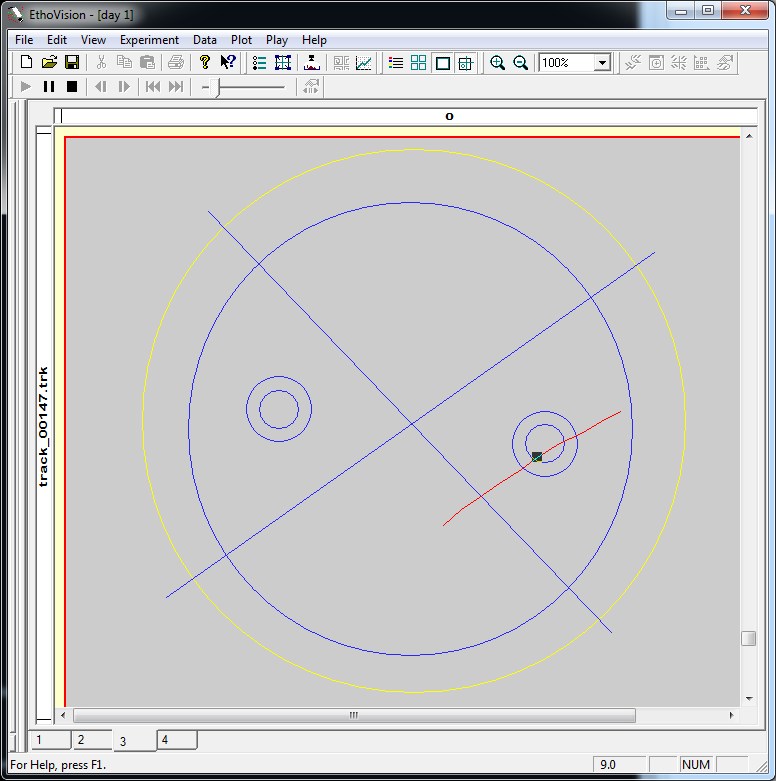 EthoVision - [day 1]
File Edit View Experiment Data Plot Play Help
100%
o
track_00147.trk
1 2 3 4
For Help, press F1. 9.0 NUM